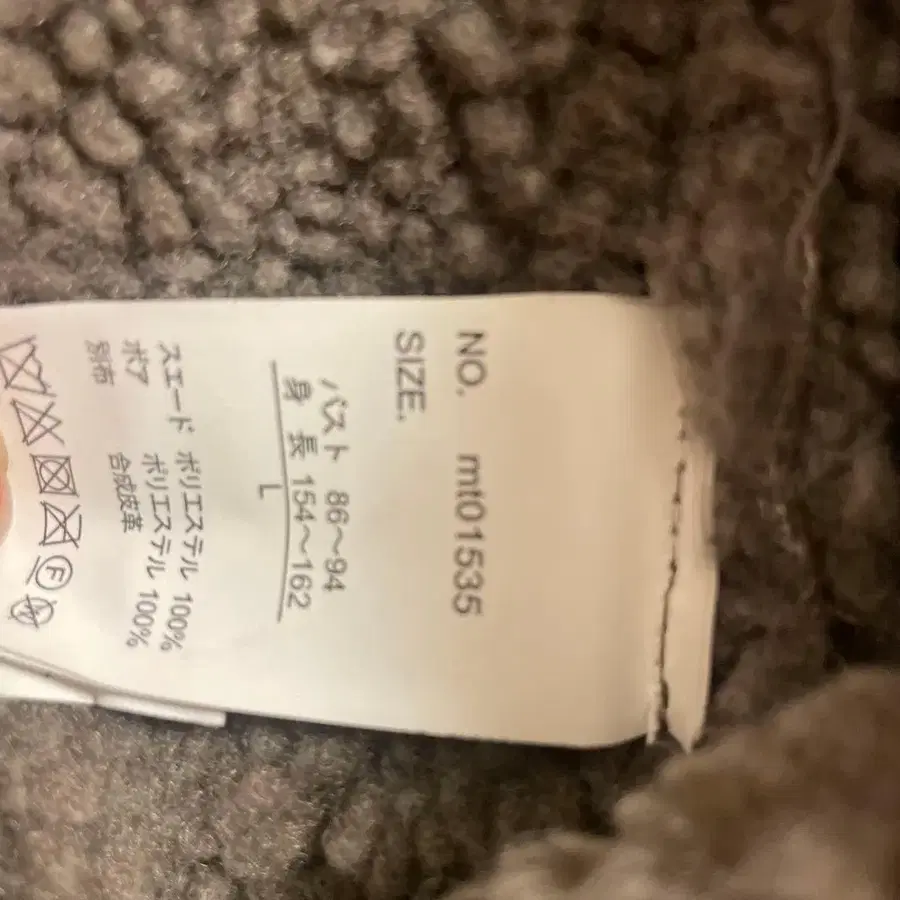 NO. mt01535
SIZE.
バスト 86〜94
身 長 154〜162
L
スエード ポリエステル 100%
ボア ポリエステル 100%
別布 合成皮革
F